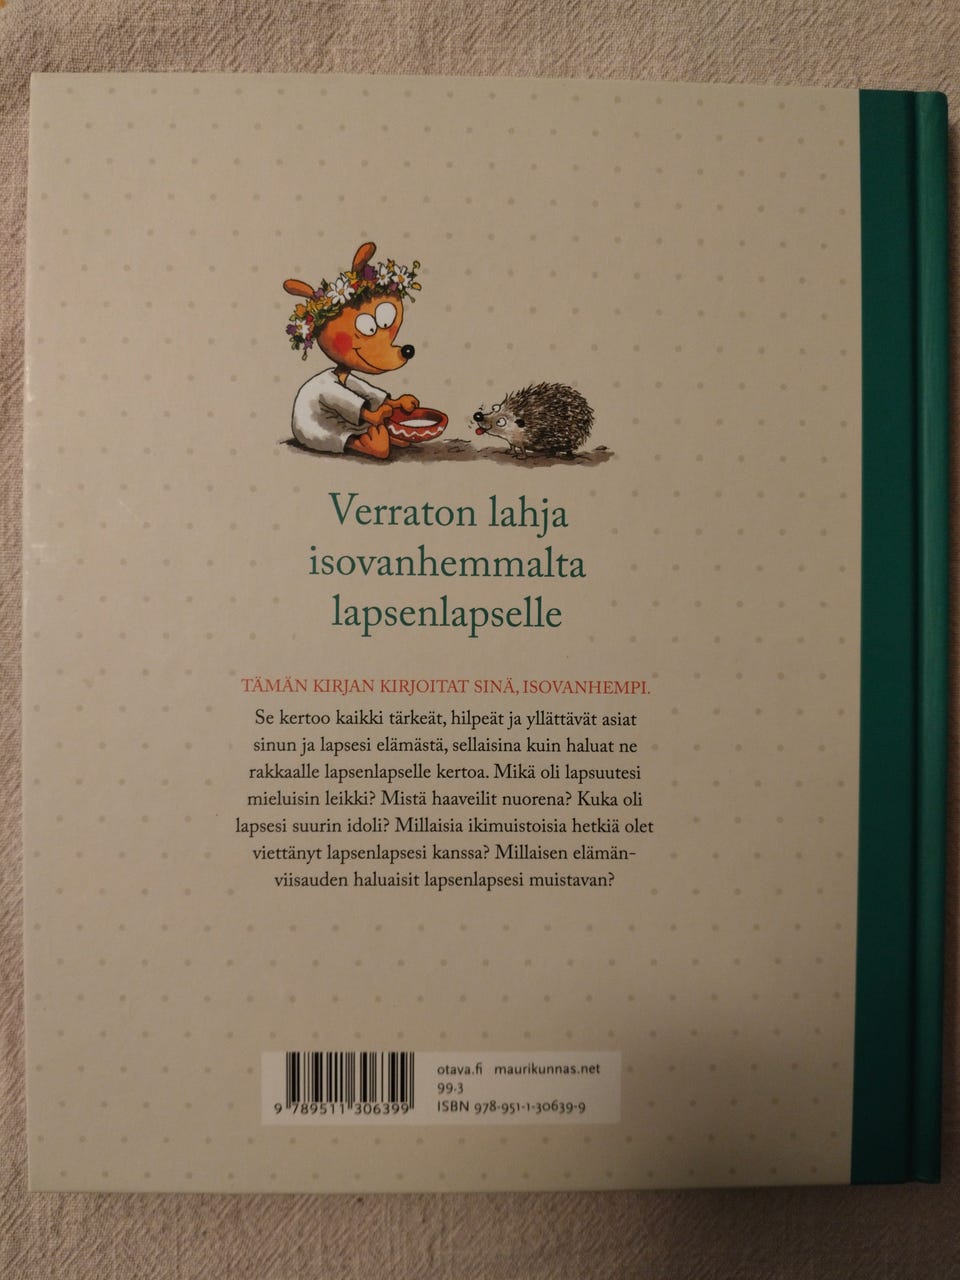 Verraton lahja
isovanhemmalta
lapsenlapselle
TÄMÄN KIRJAN KIRJOITAT SINÄ, ISOVANHEMPI.
Se kertoo kaikki tärkeät, hilpeät ja yllättävät asiat
sinun ja lapsesi elämästä, sellaisina kuin haluat ne
rakkaalle lapsenlapselle kertoa. Mikä oli lapsuutesi
mieluisin leikki? Mistä haaveilit nuorena? Kuka oli
lapsesi suurin idoli? Millaisia ikimuistoisia hetkiä olet
viettänyt lapsenlapsesi kanssa? Millaisen elämän-
viisauden haluaisit lapsenlapsesi muistavan?
otava.fi maurikunnas.net
99.3
ISBN 978-951-1-30639-9
9 789511 306399